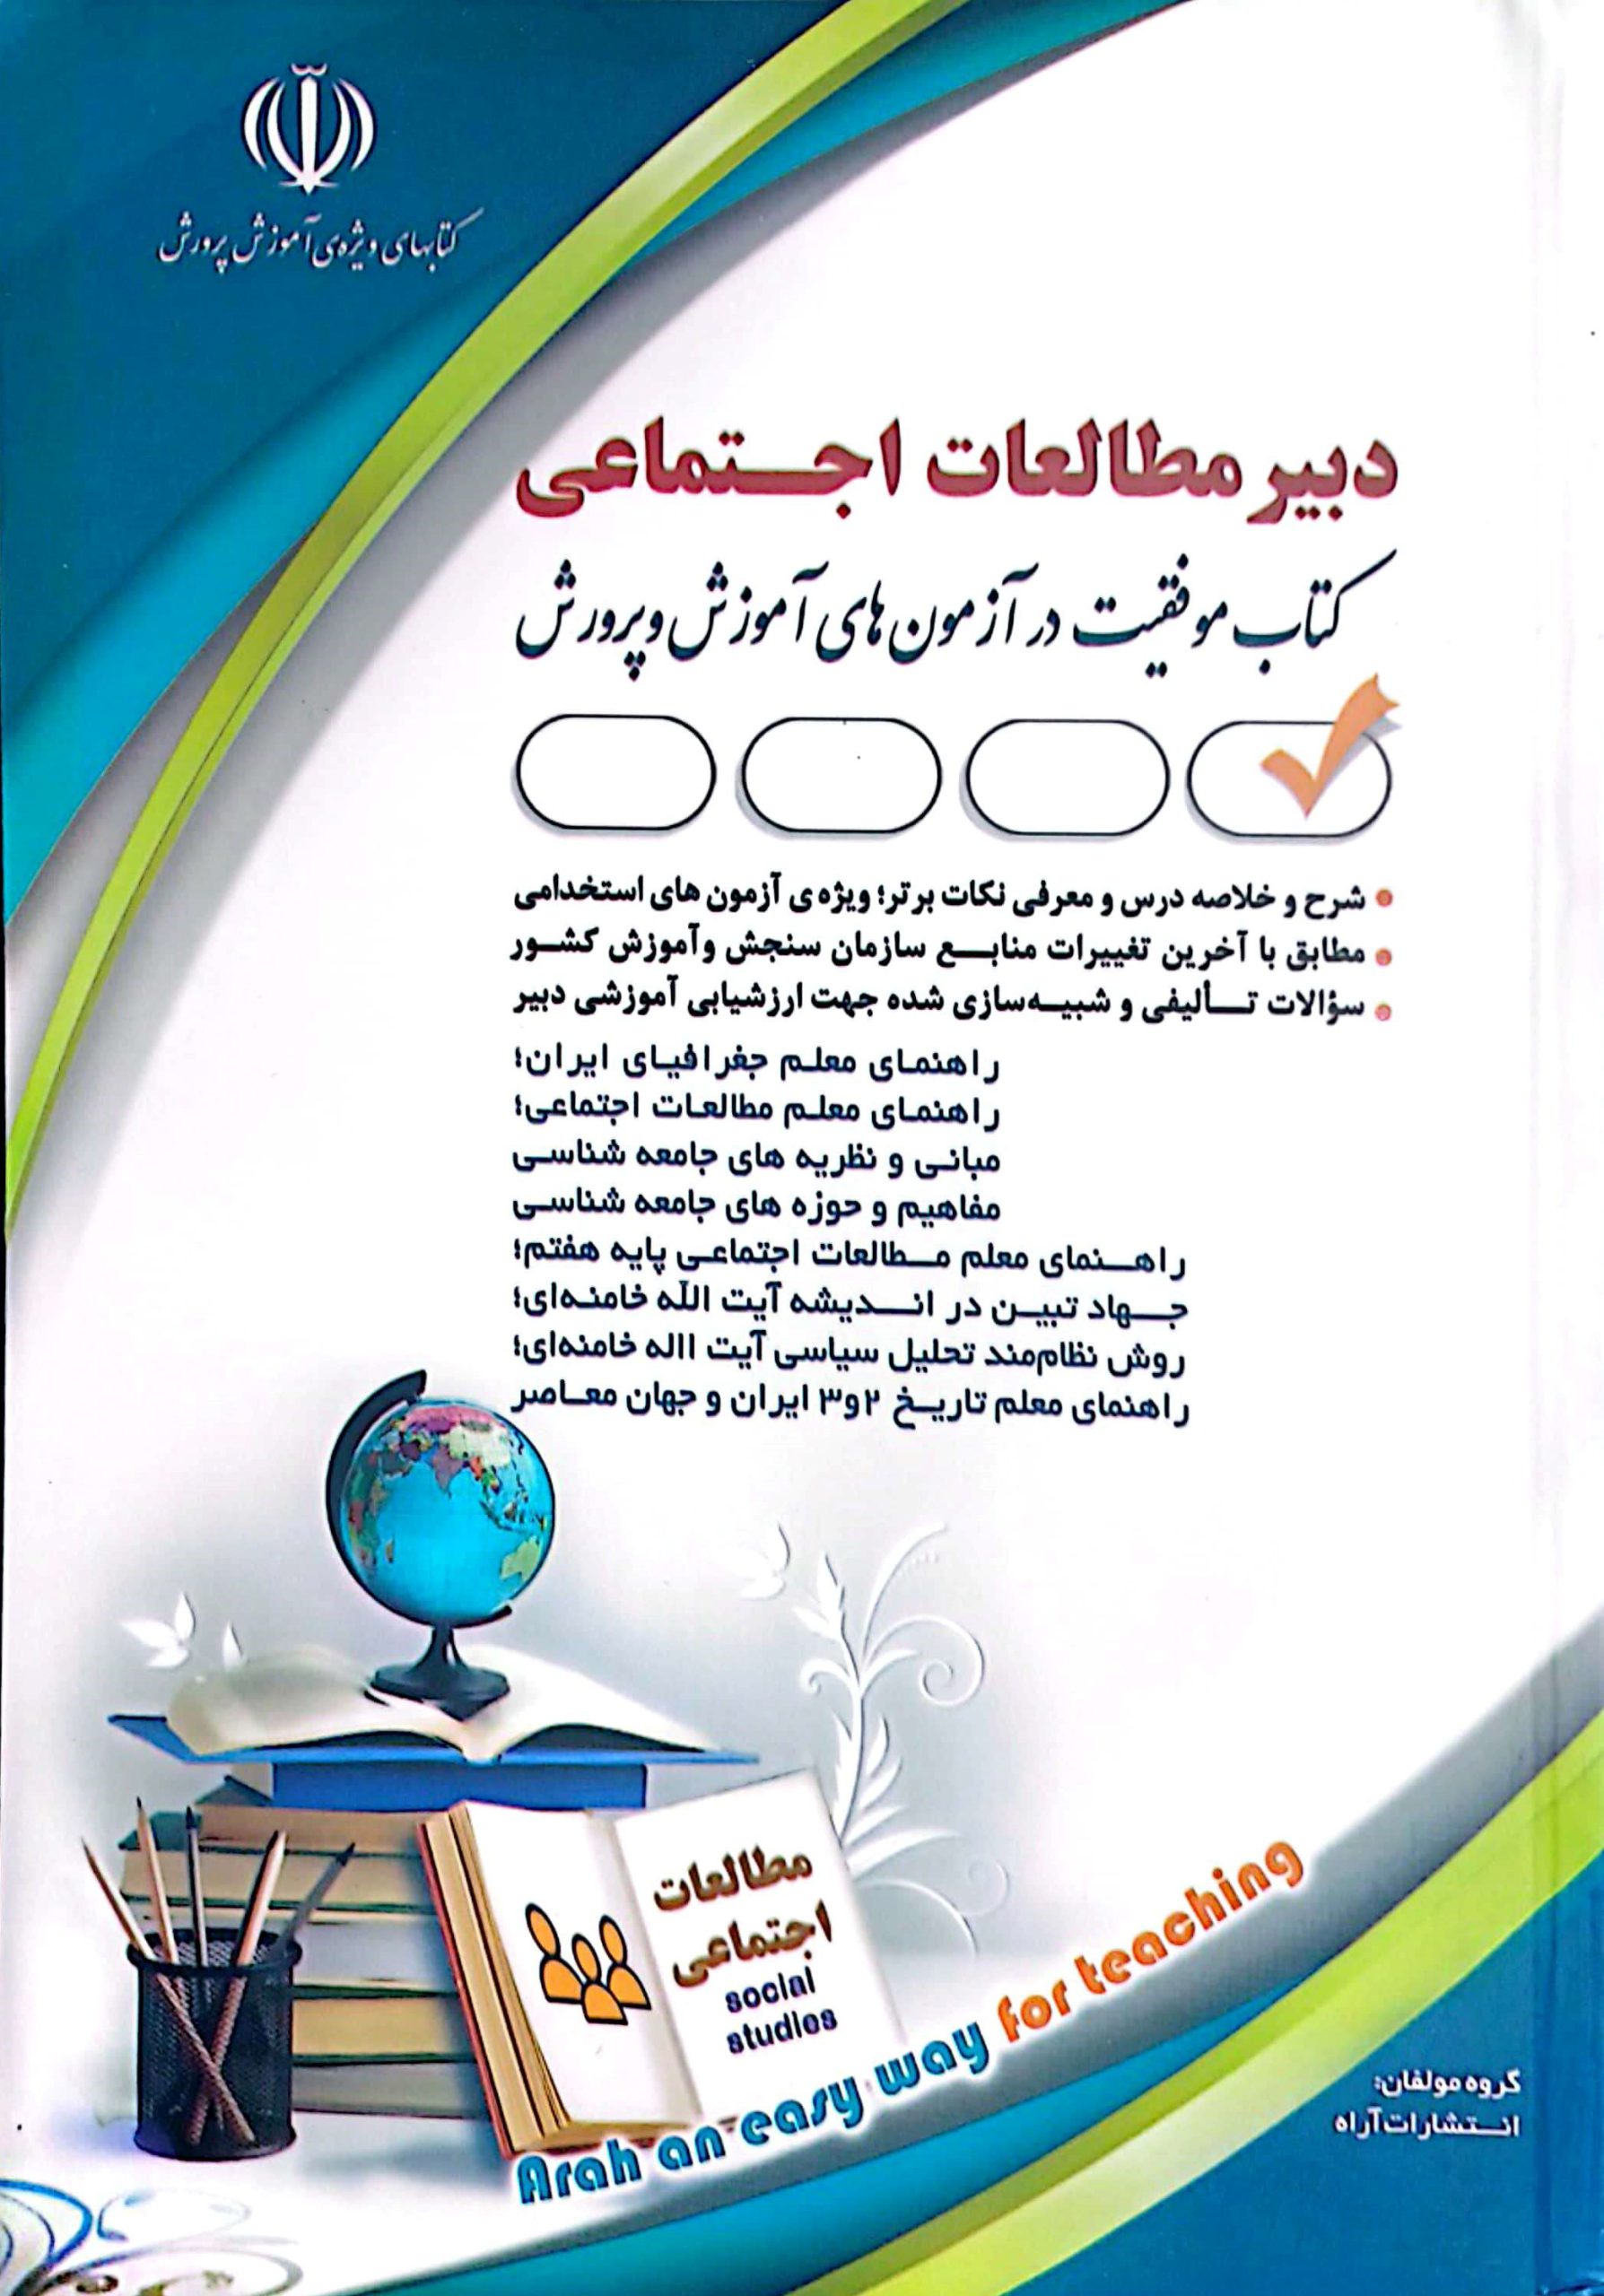 کتابهای ویژه‌ی آموزش پرورش
دبیر مطالعات اجتماعی
کتاب موفقیت در آزمون های آموزش و پرورش
شرح و خلاصه درس و معرفی نکات برتر؛ ویژه ی آزمون های استخدامی
مطابق با آخرین تغییرات منابع سازمان سنجش وآموزش کشور
سؤالات تألیفی و شبیه‌سازی شده جهت ارزشیابی آموزشی دبیر
راهنمای معلم جغرافیای ایران؛
راهنمای معلم مطالعات اجتماعی؛
مبانی و نظریه های جامعه شناسی
مفاهیم و حوزه های جامعه شناسی
راهنمای معلم مطالعات اجتماعی پایه هفتم؛
جهاد تبیین در اندیشه آیت الله خامنه‌ای؛
روش نظام‌مند تحلیل سیاسی آیت االه خامنه‌ای؛
راهنمای معلم تاریخ ۲و۳ ایران و جهان معاصر
مطالعات
اجتماعی
social
studies
Arah an easy way for teaching
گروه مولفان:
انتشارات آراه